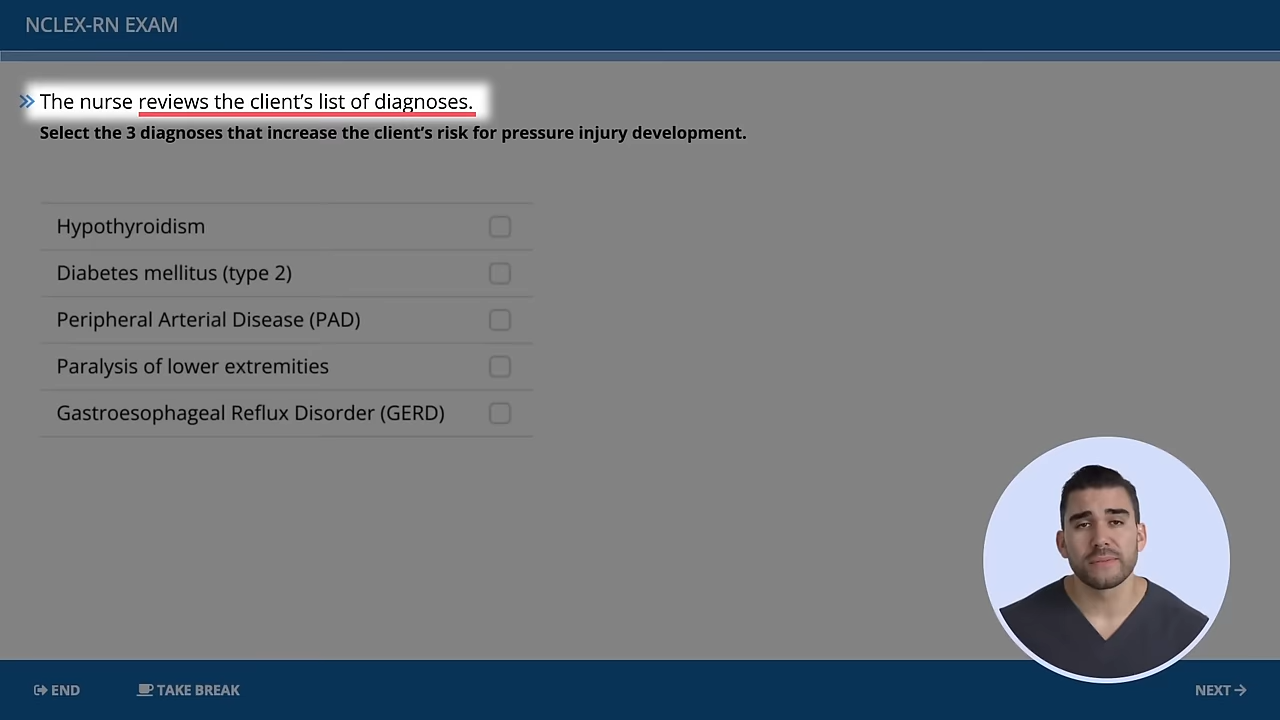 NCLEX-RN EXAM
The nurse reviews the client's list of diagnoses.
Select the 3 diagnoses that increase the client's risk for pressure injury development.
Hypothyroidism
Diabetes mellitus (type 2)
Peripheral Arterial Disease (PAD)
Paralysis of lower extremities
Gastroesophageal Reflux Disorder (GERD)
END
TAKE BREAK
NEXT